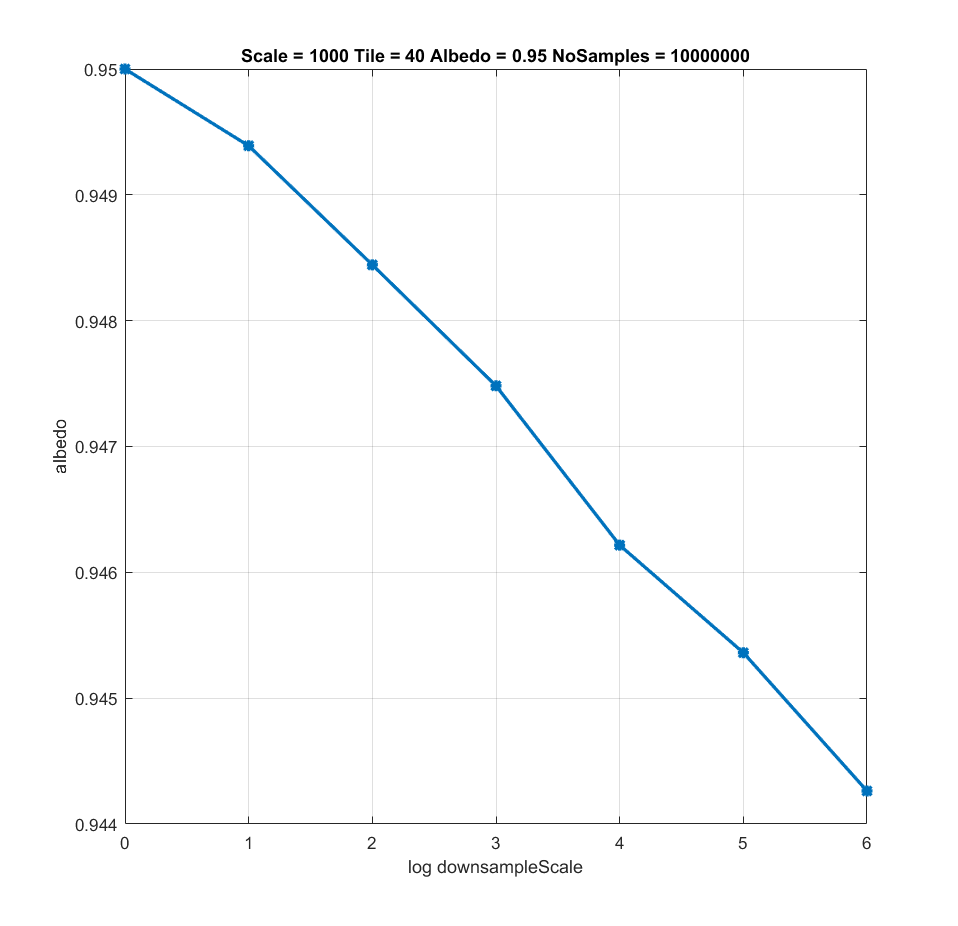 Scale = 1000 Tile = 40 Albedo = 0.95 NoSamples = 10000000
0.95
0.949
0.948
0.947
0.946
0.945
0.944
albedo
0 1 2 3 4 5 6
log downsampleScale